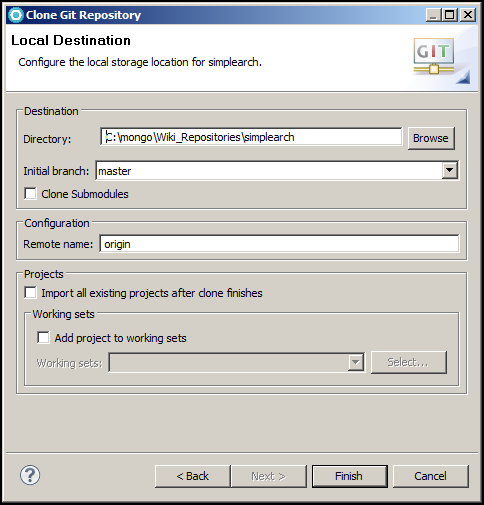 Clone Git Repository
Local Destination
Configure the local storage location for simplearch.
GIT
Destination
Directory: C:\mongo\Wiki_Repositories\simplearch Browse
Initial branch: master
Clone Submodules
Configuration
Remote name: origin
Projects
Import all existing projects after clone finishes
Working sets
Add project to working sets
Working sets: Select...
? < Back Next > Finish Cancel